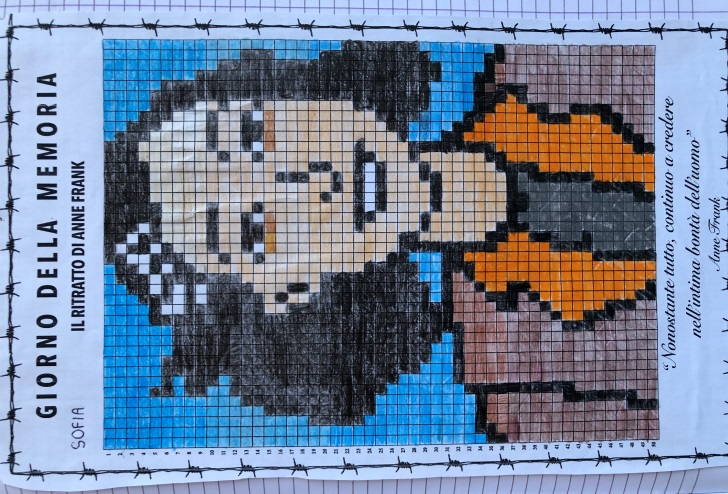 GIORNO DELLA MEMORIA
SOFIA
IL RITRATTO DI ANNE FRANK
“Nonostante tutto, continuo a credere
nell'intima bontà dell'uomo”
Anne Frank